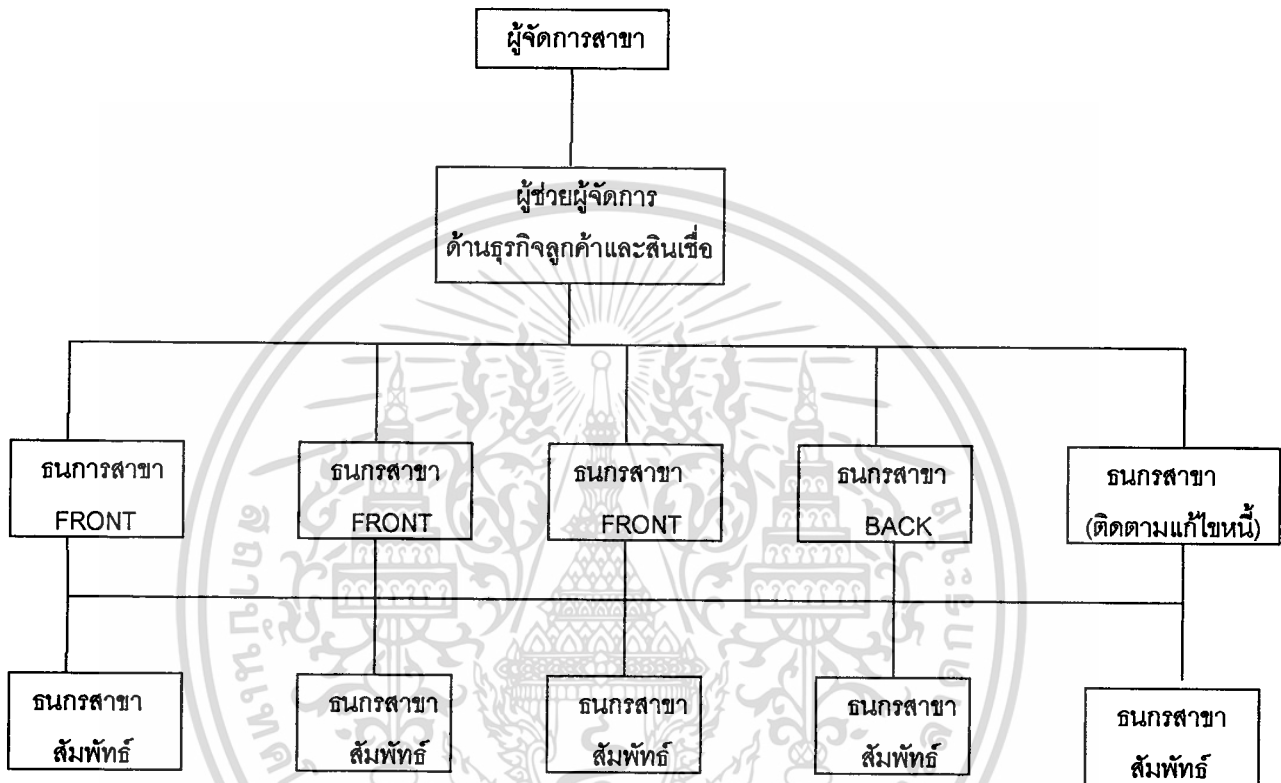 ผู้จัดการสาขา
ผู้ช่วยผู้จัดการ
ด้านธุรกิจลูกค้าและสินเชื่อ
ธนการสาขา
FRONT
ธนกรสาขา
FRONT
ธนกรสาขา
FRONT
ธนกรสาขา
BACK
ธนกรสาขา
(ติดตามแก้ไขหนี้)
ธนกรสาขา
สัมพัทธ์
ธนกรสาขา
สัมพัทธ์
ธนกรสาขา
สัมพัทธ์
ธนกรสาขา
สัมพัทธ์
ธนกรสาขา
สัมพัทธ์